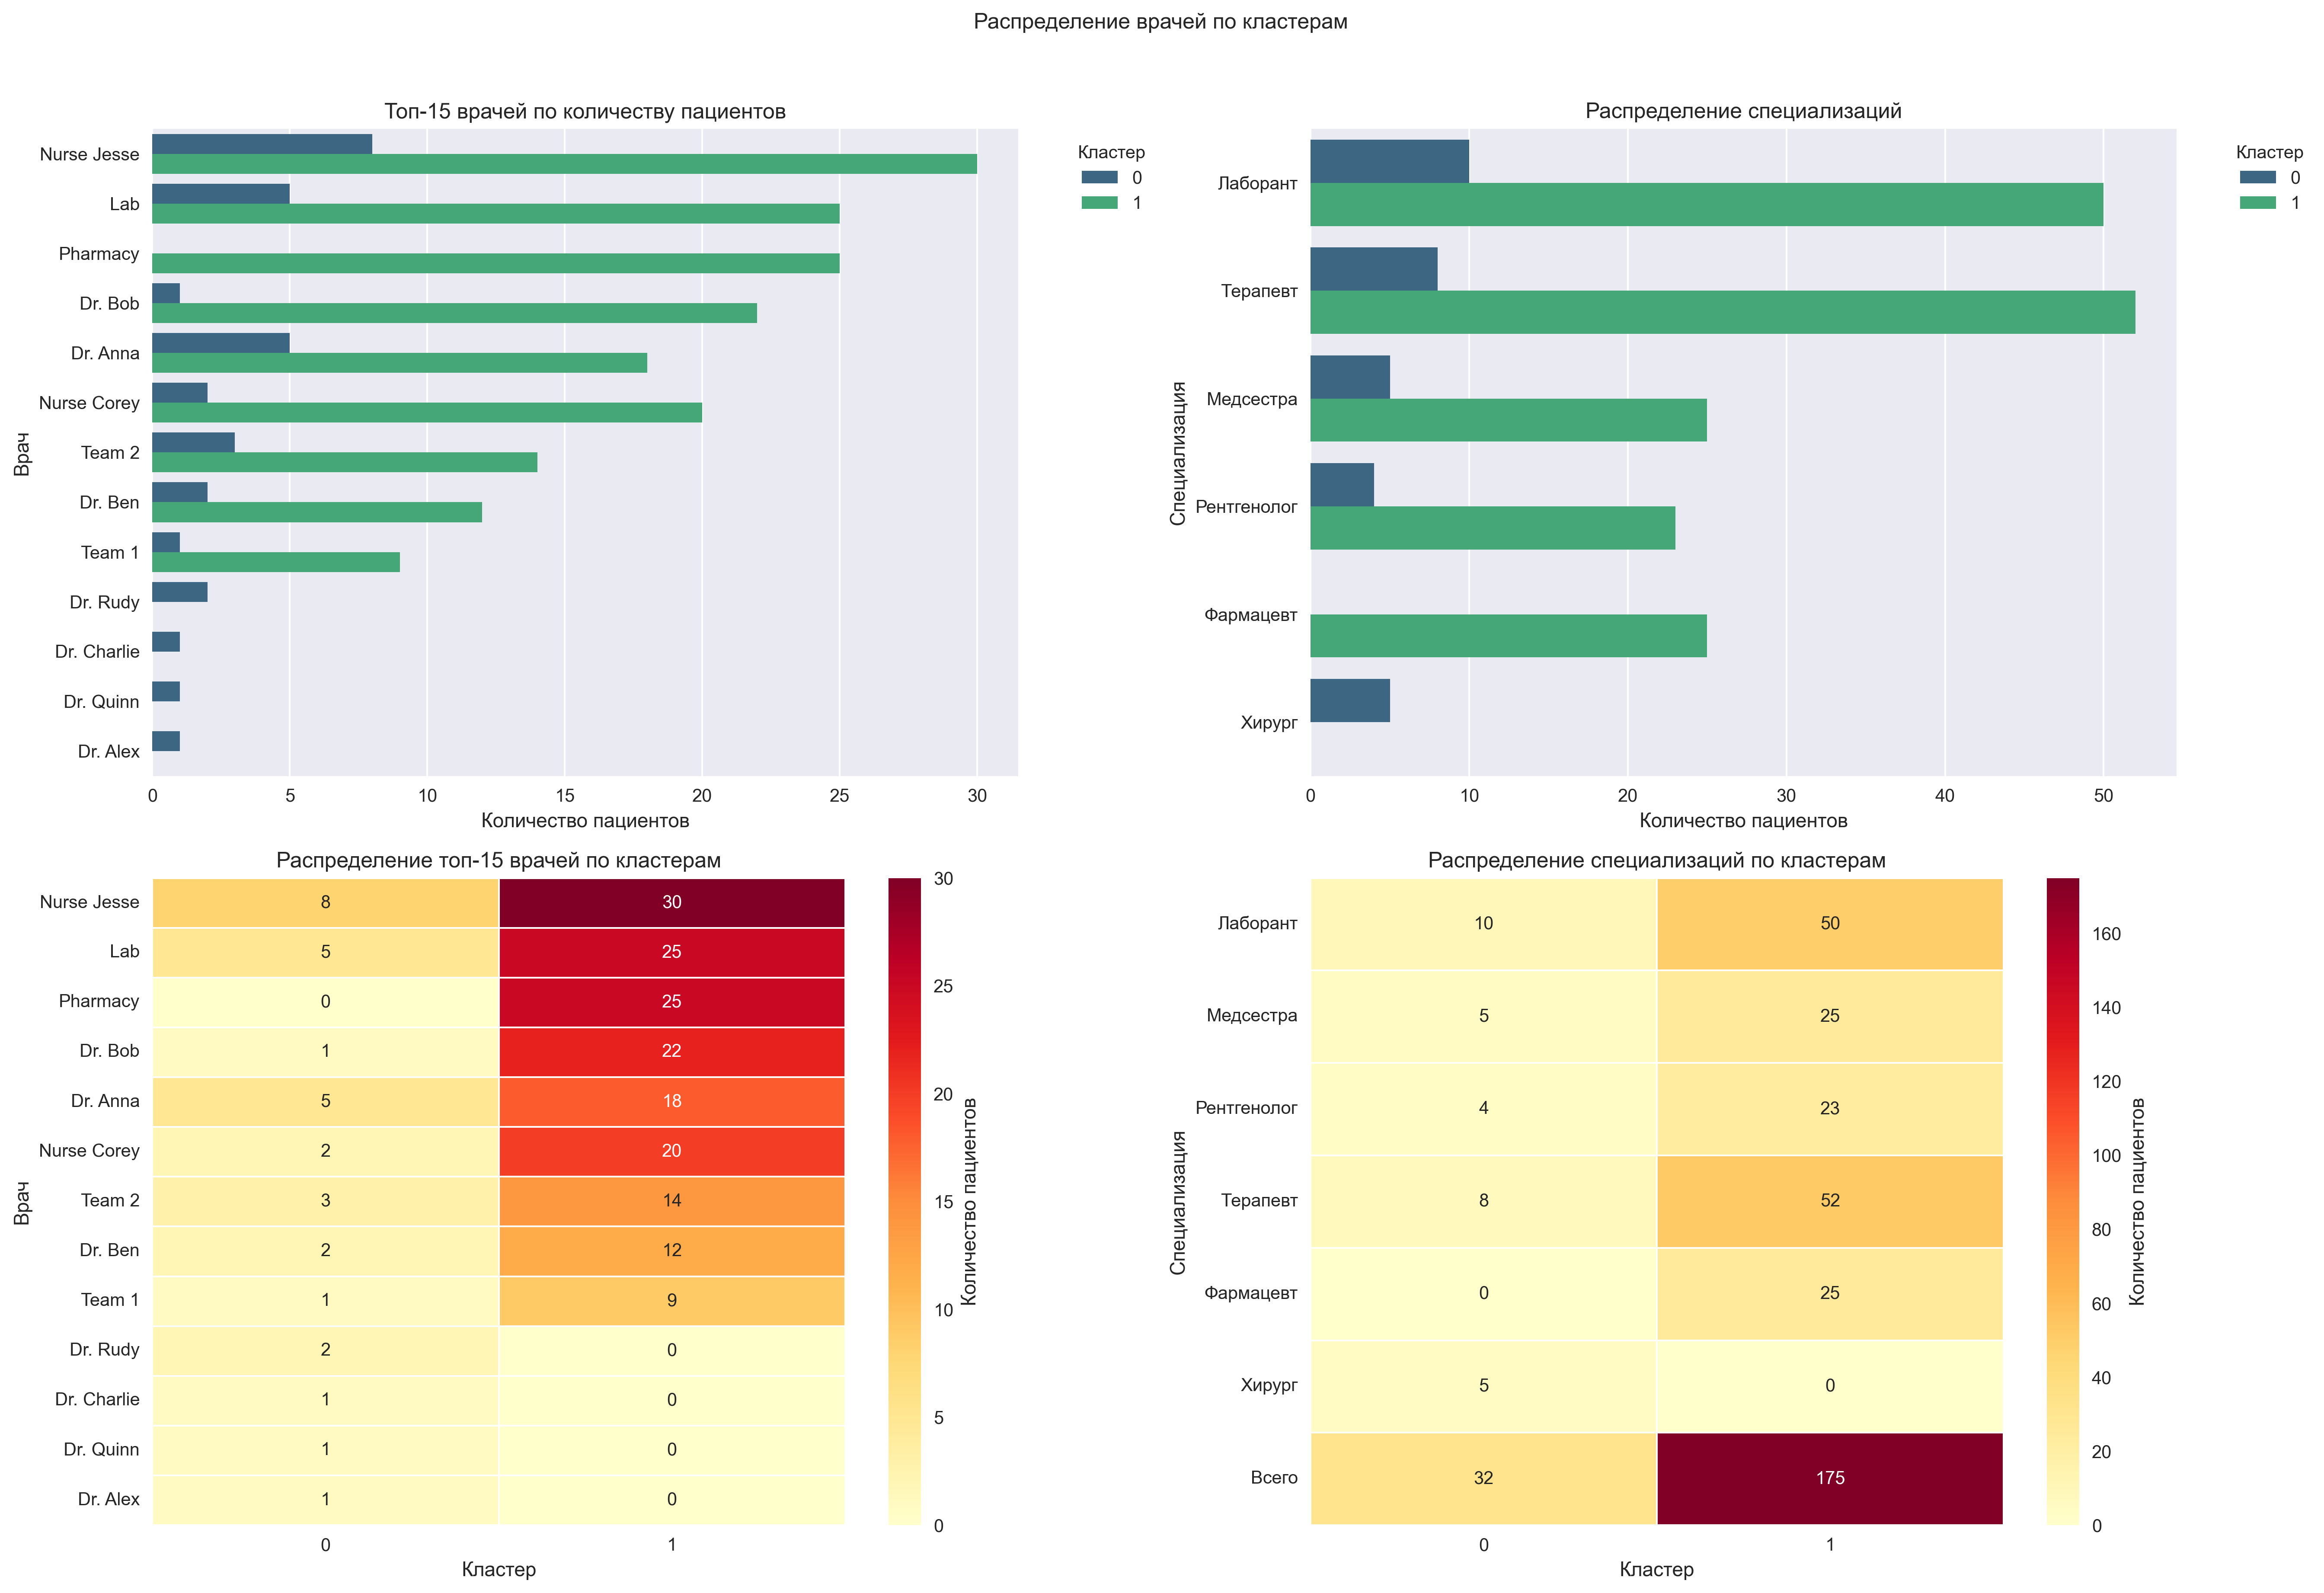 Распределение врачей по кластерам
Топ-15 врачей по количеству пациентов
Врач
Nurse Jesse
Lab
Pharmacy
Dr. Bob
Dr. Anna
Nurse Corey
Team 2
Dr. Ben
Team 1
Dr. Rudy
Dr. Charlie
Dr. Quinn
Dr. Alex
0 5 10 15 20 25 30
Количество пациентов
Кластер
0
1
Распределение специализаций
Специализация
Лаборант
Терапевт
Медсестра
Рентгенолог
Фармацевт
Хирург
0 10 20 30 40 50
Количество пациентов
Кластер
0
1
Распределение топ-15 врачей по кластерам
Врач
Nurse Jesse 8 30
Lab 5 25
Pharmacy 0 25
Dr. Bob 1 22
Dr. Anna 5 18
Nurse Corey 2 20
Team 2 3 14
Dr. Ben 2 12
Team 1 1 9
Dr. Rudy 2 0
Dr. Charlie 1 0
Dr. Quinn 1 0
Dr. Alex 1 0
0 1
Кластер
30
25
20
15
10
5
0
Количество пациентов
Распределение специализаций по кластерам
Специализация
Лаборант 10 50
Медсестра 5 25
Рентгенолог 4 23
Терапевт 8 52
Фармацевт 0 25
Хирург 5 0
Всего 32 175
0 1
Кластер
160
140
120
100
80
60
40
20
0
Количество пациентов